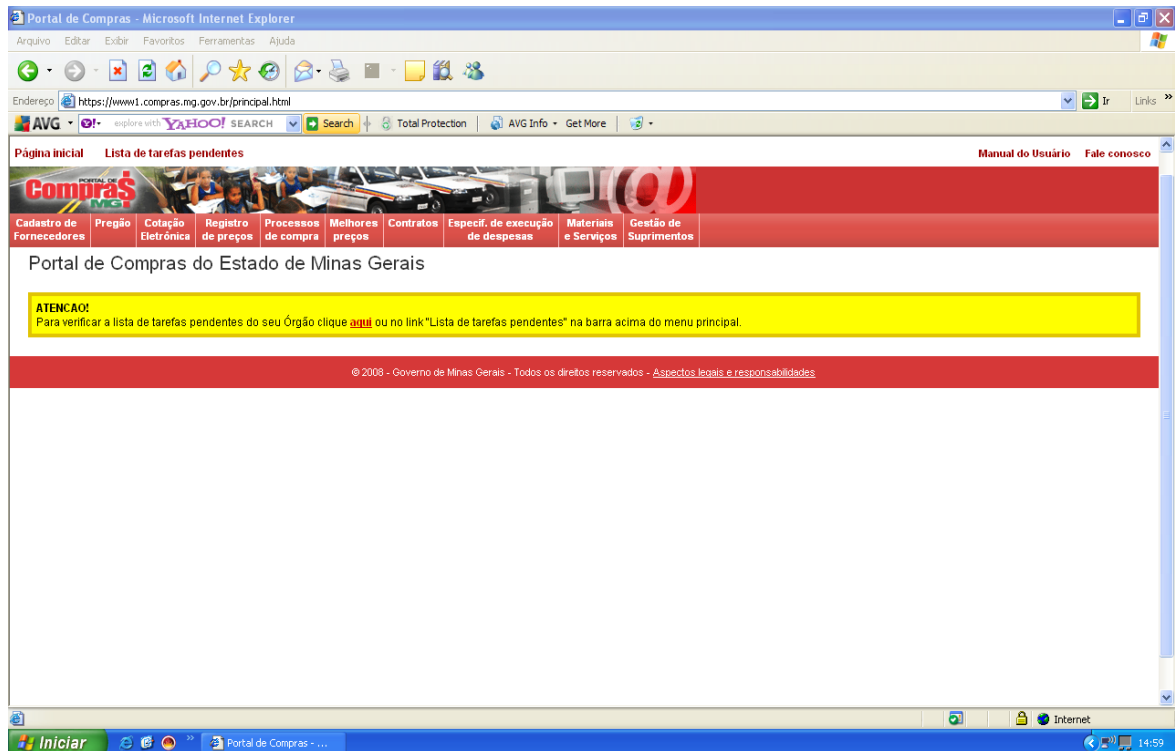 Portal de Compras - Microsoft Internet Explorer
Arquivo Editar Exibir Favoritos Ferramentas Ajuda
Endereço https://www1.compras.mg.gov.br/principal.html Ir Links »
AVG Y! explore with YAHOO! SEARCH Search Total Protection AVG Info Get More
Página inicial Lista de tarefas pendentes Manual do Usuário Fale conosco
PORTAL DE
Compras
MG
@
Cadastro de Fornecedores
Pregão
Cotação Eletrônica
Registro de preços
Processos de compra
Melhores preços
Contratos
Especif. de execução de despesas
Materiais e Serviços
Gestão de Suprimentos
Portal de Compras do Estado de Minas Gerais
ATENCAO!
Para verificar a lista de tarefas pendentes do seu Órgão clique aqui ou no link "Lista de tarefas pendentes" na barra acima do menu principal.
© 2008 - Governo de Minas Gerais - Todos os direitos reservados - Aspectos legais e responsabilidades
Internet
Iniciar » Portal de Compras - ... 14:59